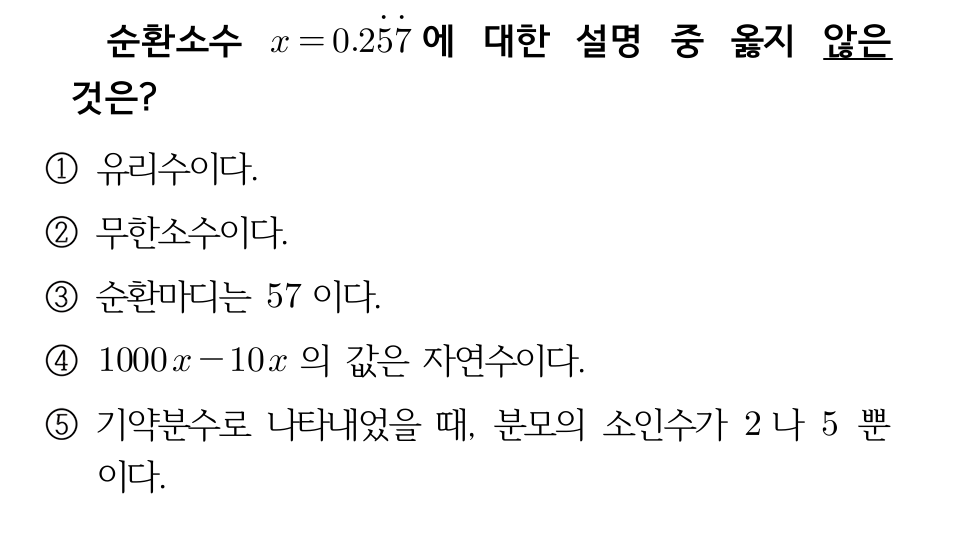 순환소수 x=0.25̇7̇ 에 대한 설명 중 옳지 않은
것은?
① 유리수이다.
② 무한소수이다.
③ 순환마디는 57 이다.
④ 1000x-10x 의 값은 자연수이다.
⑤ 기약분수로 나타내었을 때, 분모의 소인수가 2 나 5 뿐
이다.